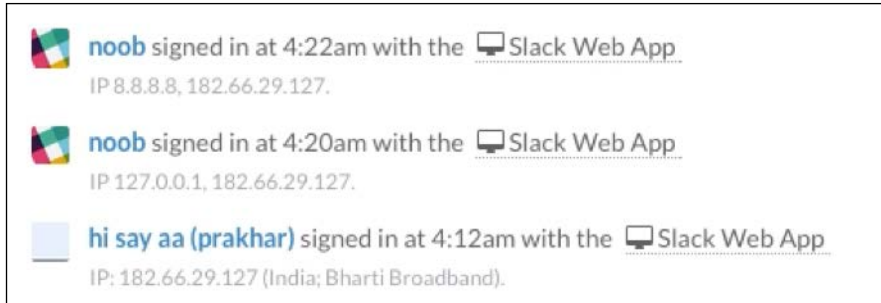 noob signed in at 4:22am with the Slack Web App
IP 8.8.8.8, 182.66.29.127.
noob signed in at 4:20am with the Slack Web App
IP 127.0.0.1, 182.66.29.127.
hi say aa (prakhar) signed in at 4:12am with the Slack Web App
IP: 182.66.29.127 (India; Bharti Broadband).